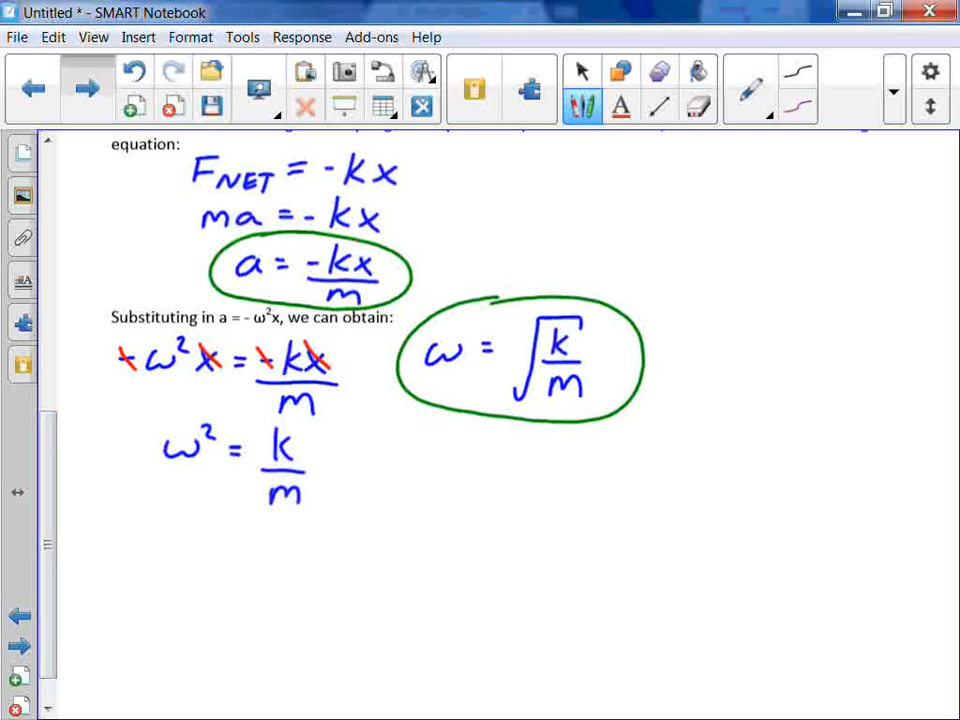 Untitled * - SMART Notebook
File Edit View Insert Format Tools Response Add-ons Help
equation:
F_NET = -kx
ma = -kx
a = -kx/m
Substituting in a = - ω²x, we can obtain:
-ω²x = -kx/m
ω = √(k/m)
ω² = k/m